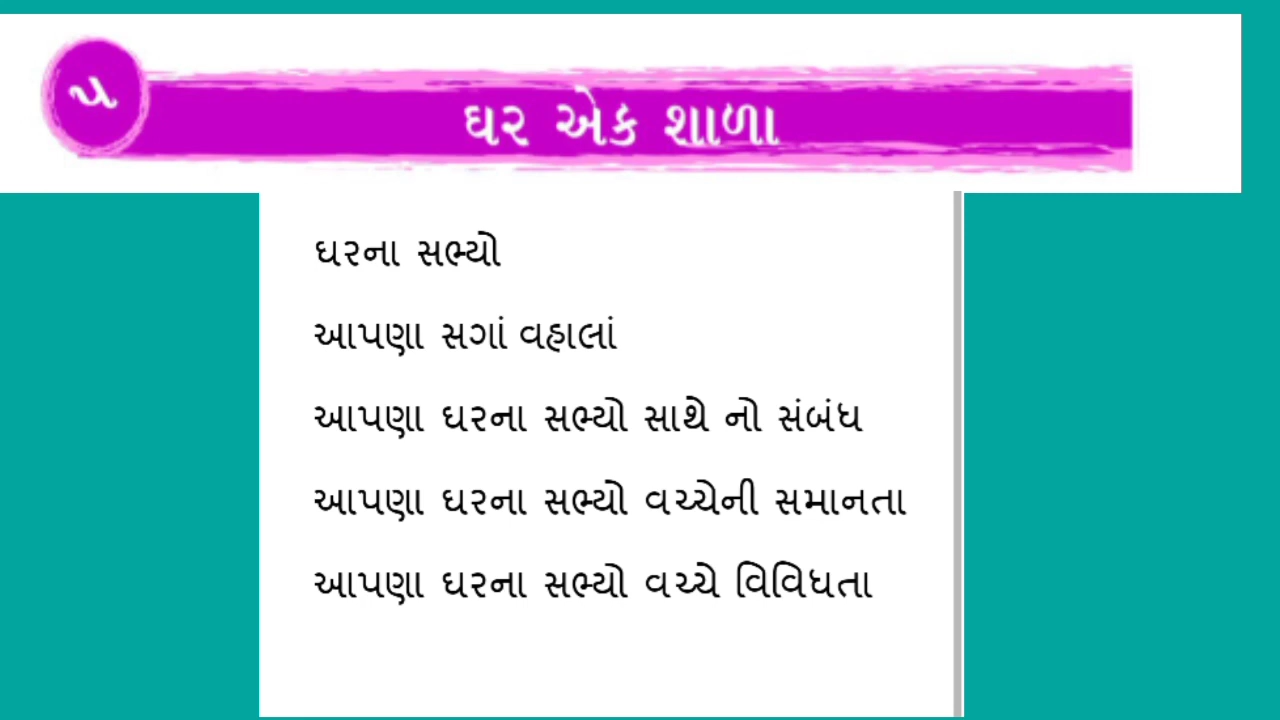 ૫
ઘર એક શાળા
ઘરના સભ્યો
આપણા સગાં વહાલાં
આપણા ઘરના સભ્યો સાથે નો સંબંધ
આપણા ઘરના સભ્યો વચ્ચેની સમાનતા
આપણા ઘરના સભ્યો વચ્ચે વિવિધતા